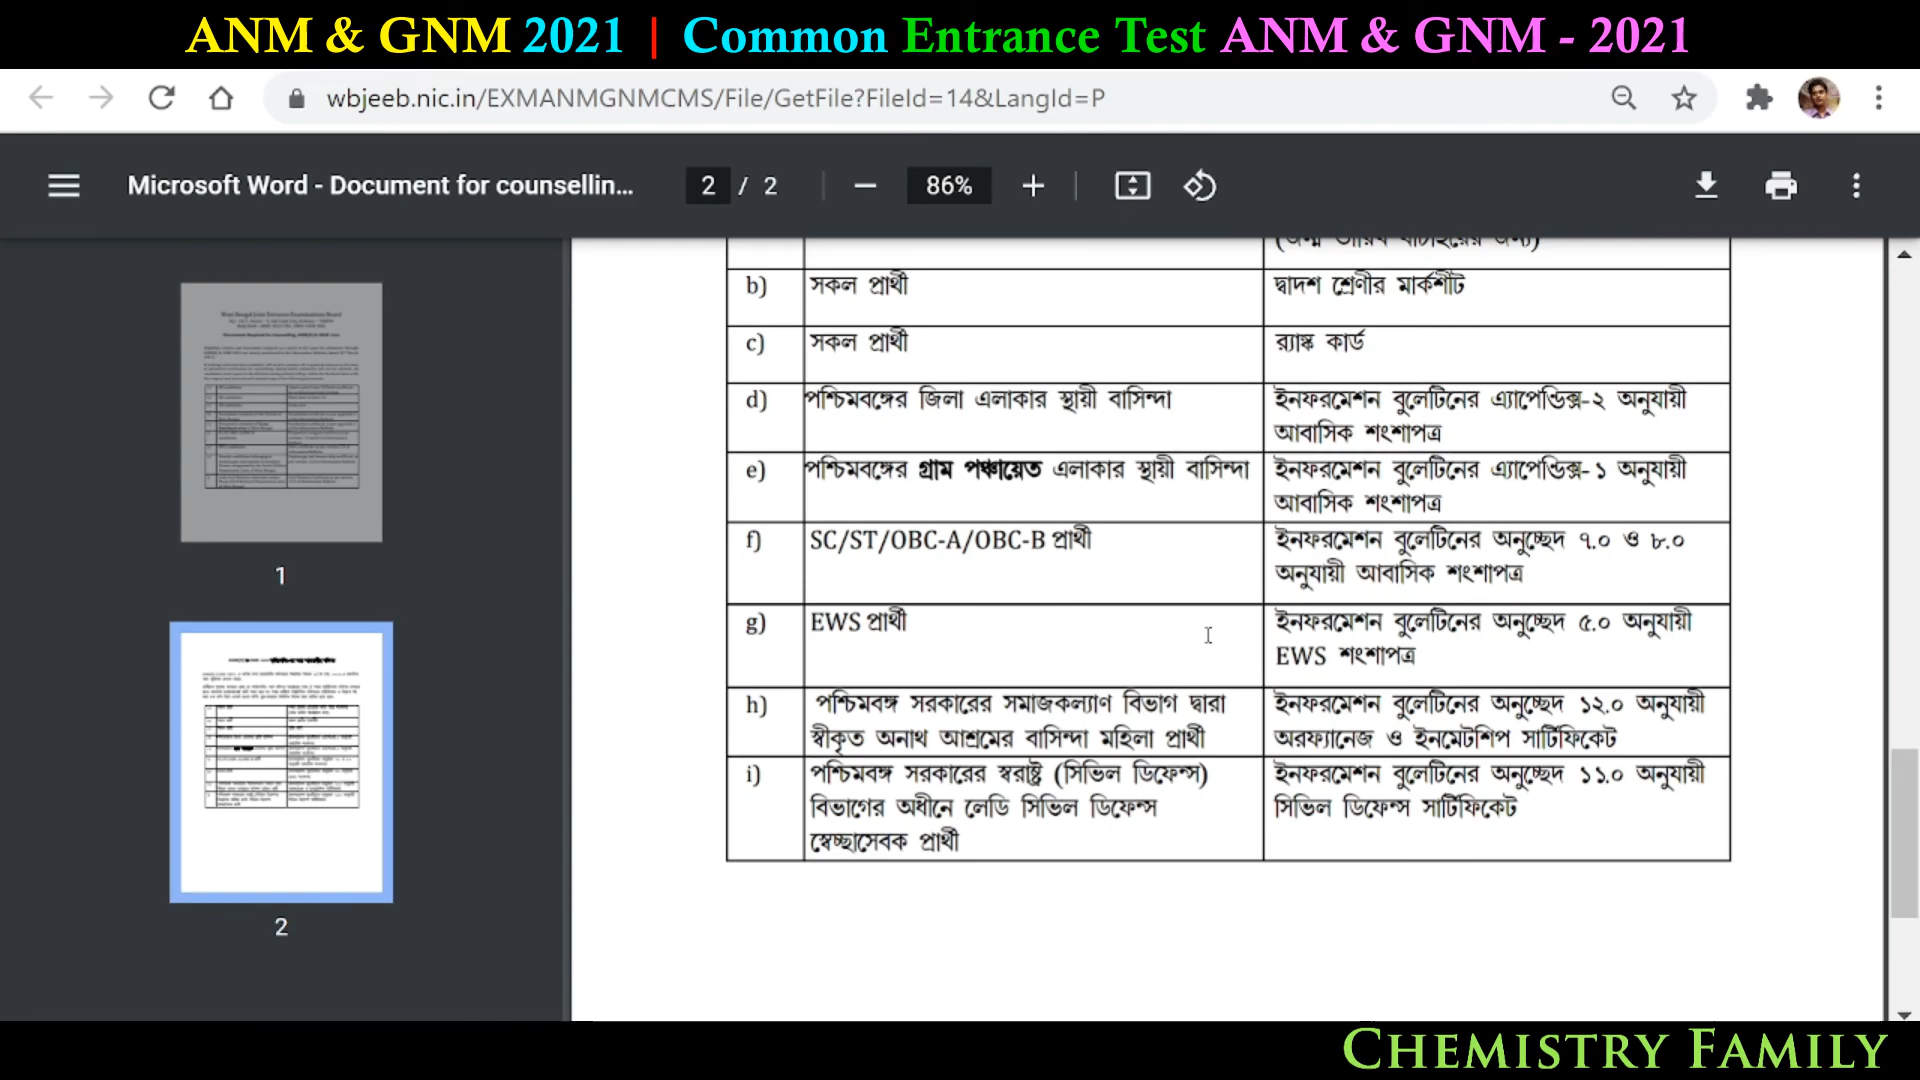 ANM & GNM 2021 | Common Entrance Test ANM & GNM - 2021
wbjeeb.nic.in/EXMANMGNMCMS/File/GetFile?FileId=14&LangId=P
Microsoft Word - Document for counsellin...
2 / 2
86%
b) সকল প্রার্থী দ্বাদশ শ্রেণীর মার্কশীট
c) সকল প্রার্থী র‍্যাঙ্ক কার্ড
d) পশ্চিমবঙ্গের জিলা এলাকার স্থায়ী বাসিন্দা ইনফরমেশন বুলেটিনের এ্যাপেন্ডিক্স-২ অনুযায়ী
আবাসিক শংশাপত্র
e) পশ্চিমবঙ্গের গ্রাম পঞ্চায়েত এলাকার স্থায়ী বাসিন্দা ইনফরমেশন বুলেটিনের এ্যাপেন্ডিক্স- ১ অনুযায়ী
আবাসিক শংশাপত্র
f) SC/ST/OBC-A/OBC-B প্রার্থী ইনফরমেশন বুলেটিনের অনুচ্ছেদ ৭.০ ও ৮.০
অনুযায়ী আবাসিক শংশাপত্র
g) EWS প্রার্থী ইনফরমেশন বুলেটিনের অনুচ্ছেদ ৫.০ অনুযায়ী
EWS শংশাপত্র
h) পশ্চিমবঙ্গ সরকারের সমাজকল্যাণ বিভাগ দ্বারা ইনফরমেশন বুলেটিনের অনুচ্ছেদ ১২.০ অনুযায়ী
স্বীকৃত অনাথ আশ্রমের বাসিন্দা মহিলা প্রার্থী অরফ্যানেজ ও ইনমেটশিপ সার্টিফিকেট
i) পশ্চিমবঙ্গ সরকারের স্বরাষ্ট্র (সিভিল ডিফেন্স) ইনফরমেশন বুলেটিনের অনুচ্ছেদ ১১.০ অনুযায়ী
বিভাগের অধীনে লেডি সিভিল ডিফেন্স সিভিল ডিফেন্স সার্টিফিকেট
স্বেচ্ছাসেবক প্রার্থী
1
2
CHEMISTRY FAMILY